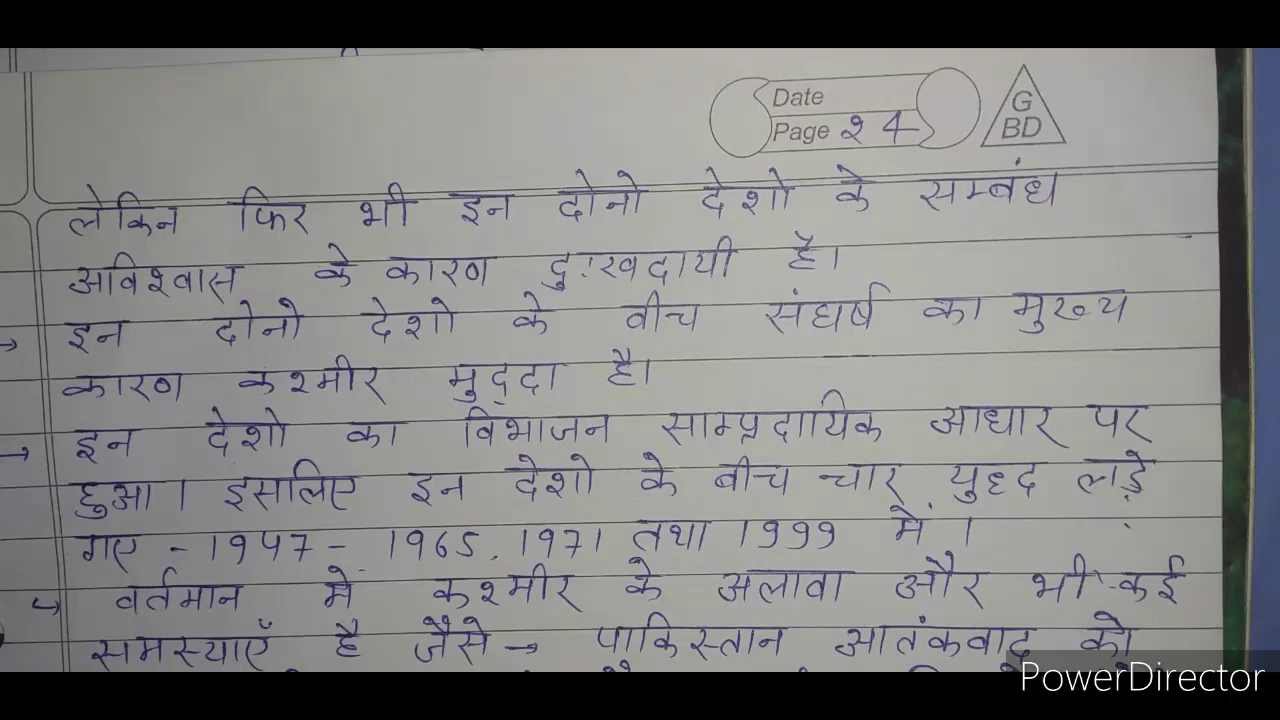 Date
Page 24
G
BD
लेकिन फिर भी इन दोनो देशो के सम्बंध
अविश्वास के कारण दुःखदायी है।
→ इन दोनो देशो के बीच संघर्ष का मुख्य
कारण कश्मीर मुद्दा है।
→ इन देशो का विभाजन साम्प्रदायिक आधार पर
हुआ। इसलिए इन देशो के बीच चार युद्द लड़े
गए - 1947- 1965, 1971 तथा 1999 में।
↪ वर्तमान मे कश्मीर के अलावा और भी कई
समस्याएँ है जैसे → पाकिस्तान आतंकवाद को
PowerDirector